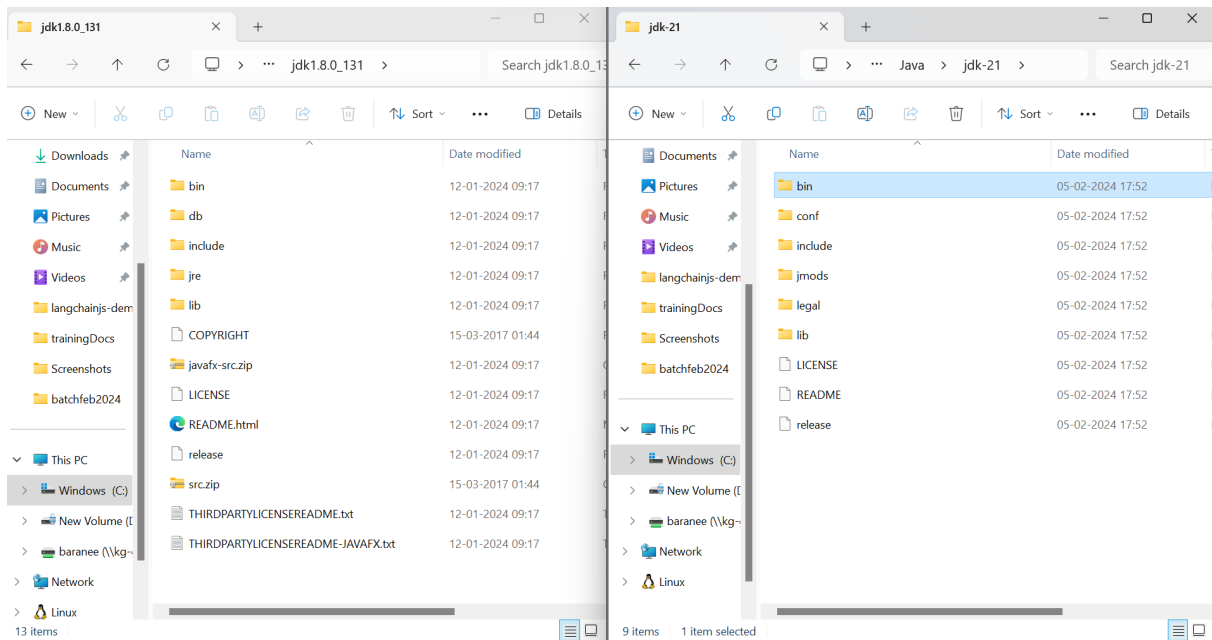 jdk1.8.0_131
jdk1.8.0_131 Search jdk1.8.0_13
New Sort Details
Downloads
Documents
Pictures
Music
Videos
langchainjs-dem
trainingDocs
Screenshots
batchfeb2024
This PC
Windows (C:)
New Volume (D
baranee (\\kg-
Network
Linux
Name Date modified
bin 12-01-2024 09:17
db 12-01-2024 09:17
include 12-01-2024 09:17
jre 12-01-2024 09:17
lib 12-01-2024 09:17
COPYRIGHT 15-03-2017 01:44
javafx-src.zip 12-01-2024 09:17
LICENSE 12-01-2024 09:17
README.html 12-01-2024 09:17
release 12-01-2024 09:17
src.zip 15-03-2017 01:44
THIRDPARTYLICENSEREADME.txt 12-01-2024 09:17
THIRDPARTYLICENSEREADME-JAVAFX.txt 12-01-2024 09:17
13 items
jdk-21
Java jdk-21 Search jdk-21
New Sort Details
Documents
Pictures
Music
Videos
langchainjs-dem
trainingDocs
Screenshots
batchfeb2024
This PC
Windows (C:)
New Volume (D
baranee (\\kg-
Network
Linux
Name Date modified
bin 05-02-2024 17:52
conf 05-02-2024 17:52
include 05-02-2024 17:52
jmods 05-02-2024 17:52
legal 05-02-2024 17:52
lib 05-02-2024 17:52
LICENSE 05-02-2024 17:52
README 05-02-2024 17:52
release 05-02-2024 17:52
9 items 1 item selected